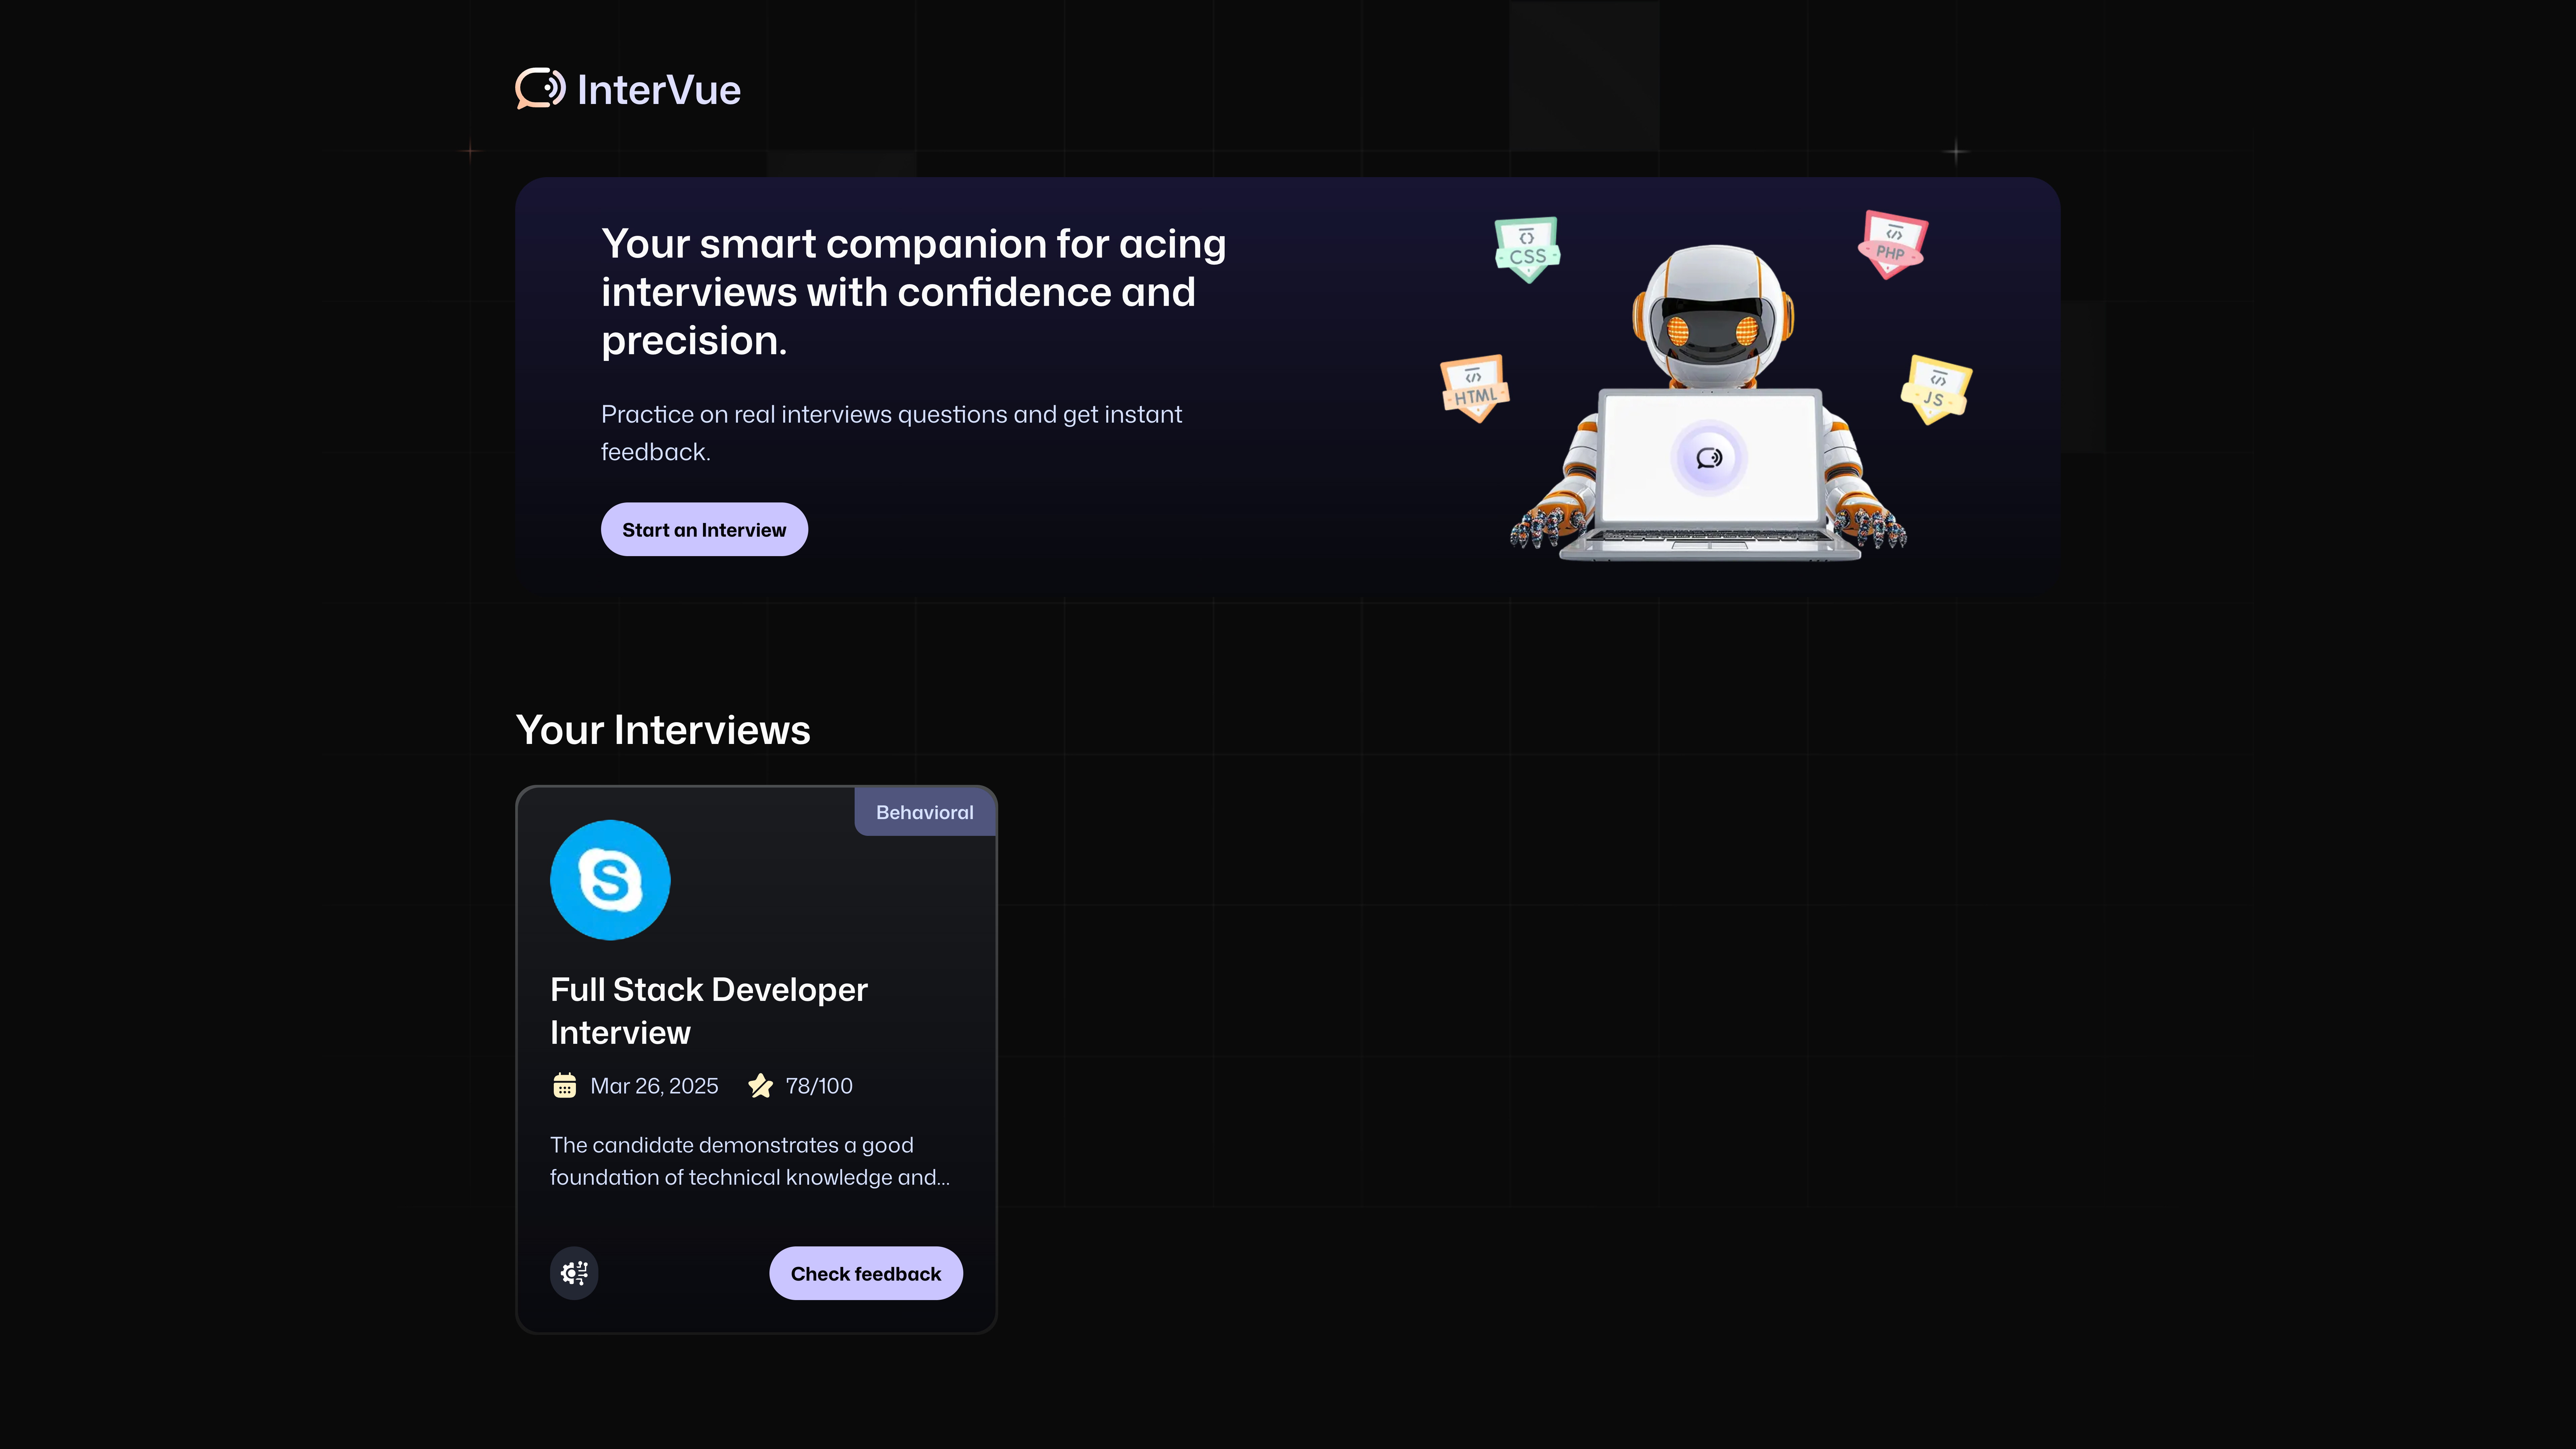 InterVue
Your smart companion for acing
interviews with confidence and
precision.
Practice on real interviews questions and get instant
feedback.
Start an Interview
CSS
PHP
HTML
JS
Your Interviews
Behavioral
S
Full Stack Developer
Interview
Mar 26, 2025
78/100
The candidate demonstrates a good
foundation of technical knowledge and...
Check feedback